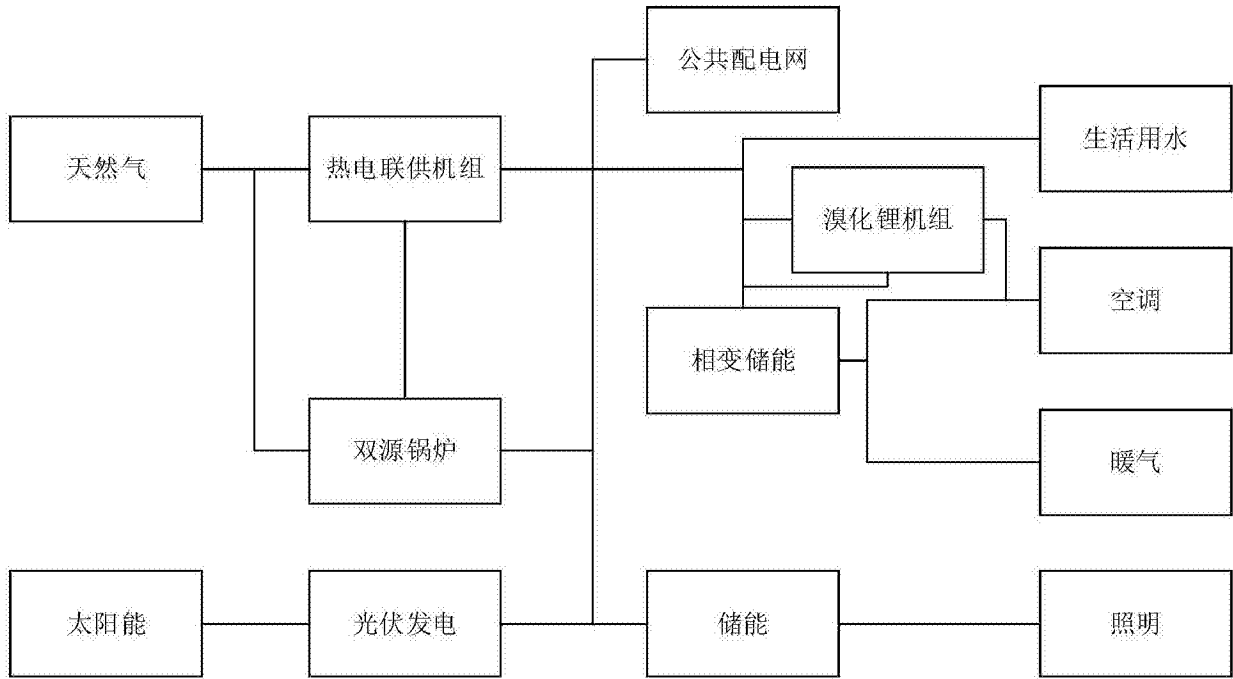 公共配电网
天然气
热电联供机组
生活用水
溴化锂机组
空调
相变储能
双源锅炉
暖气
太阳能
光伏发电
储能
照明